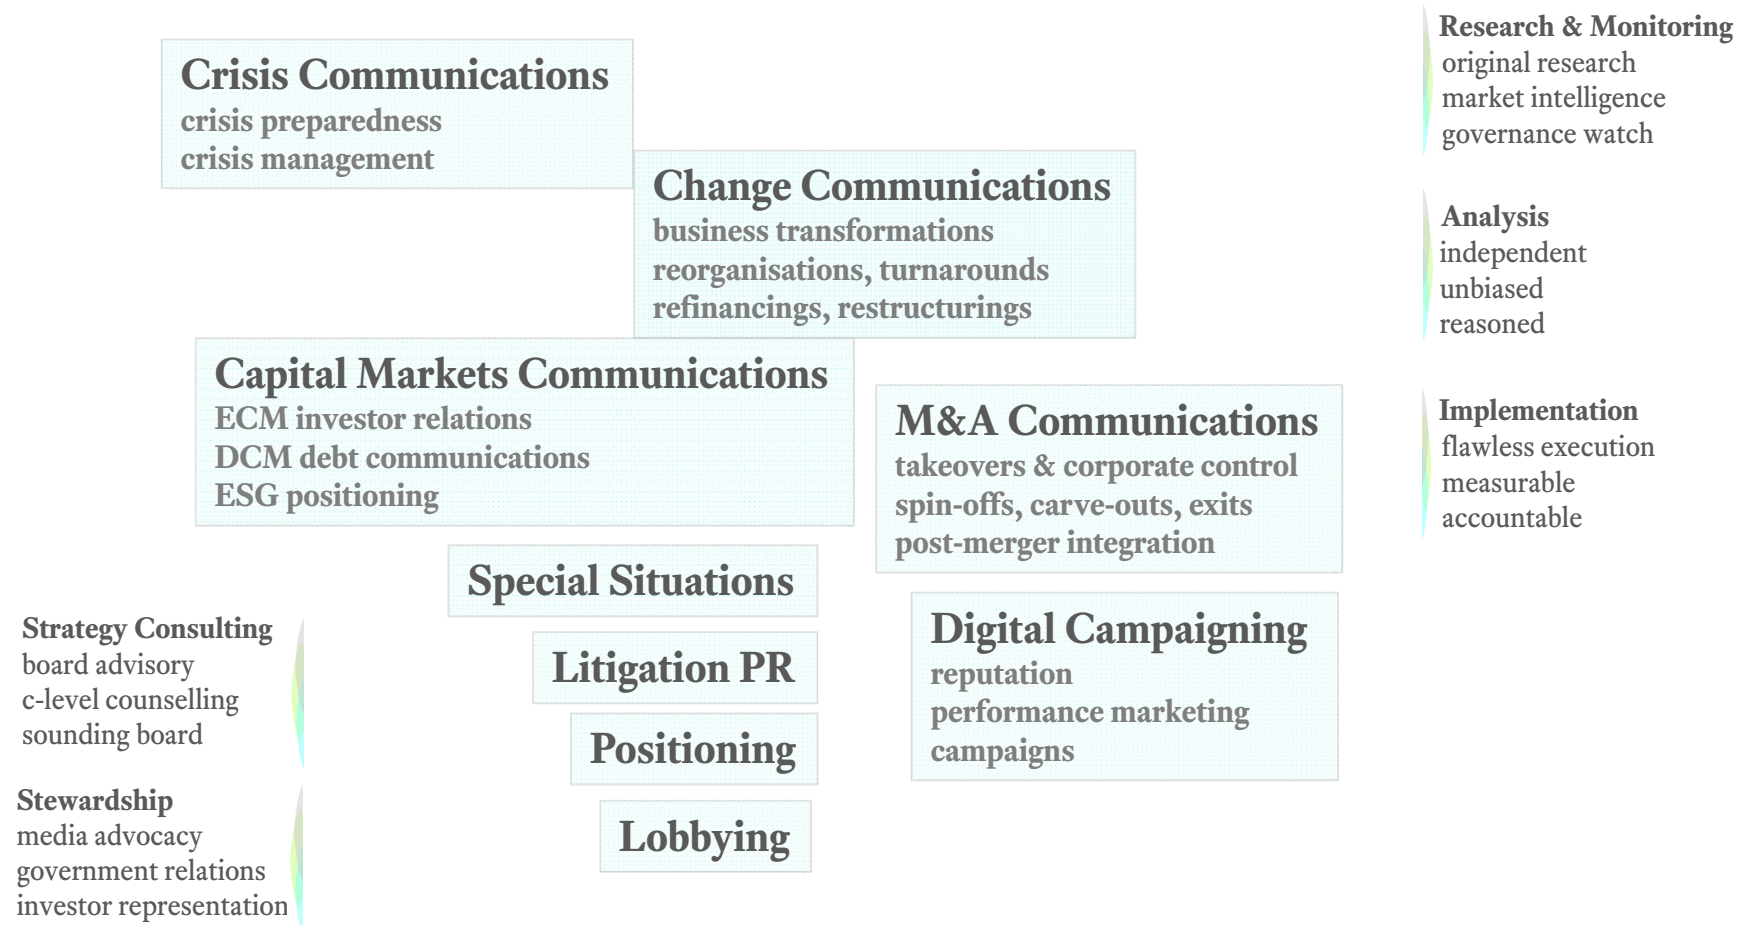 Crisis Communications
crisis preparedness
crisis management
Change Communications
business transformations
reorganisations, turnarounds
refinancings, restructurings
Capital Markets Communications
ECM investor relations
DCM debt communications
ESG positioning
M&A Communications
takeovers & corporate control
spin-offs, carve-outs, exits
post-merger integration
Special Situations
Litigation PR
Positioning
Lobbying
Digital Campaigning
reputation
performance marketing
campaigns
Strategy Consulting
board advisory
c-level counselling
sounding board
Stewardship
media advocacy
government relations
investor representation
Research & Monitoring
original research
market intelligence
governance watch
Analysis
independent
unbiased
reasoned
Implementation
flawless execution
measurable
accountable